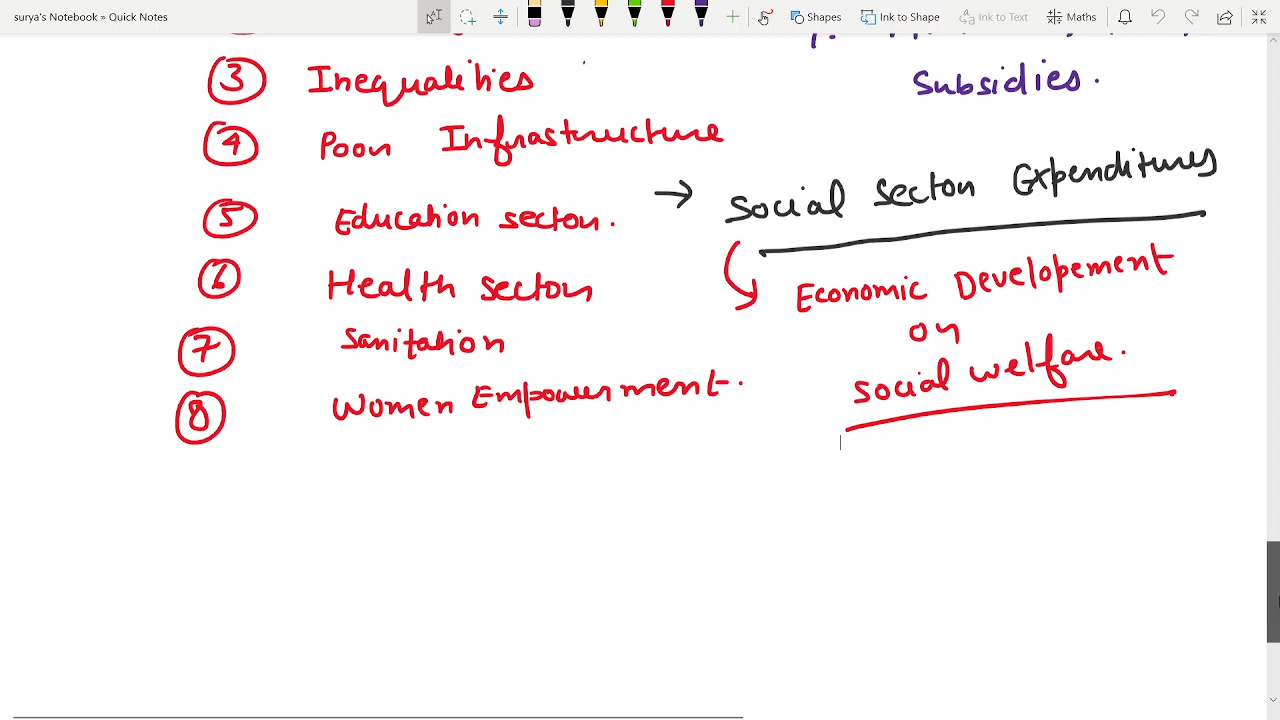 surya's Notebook » Quick Notes
Shapes Ink to Shape Ink to Text Maths
3 Inequalities
4 Poor Infrastructure
5 Education sector.
6 Health sector
7 Sanitation
8 Women Empowerment.
Subsidies.
→ Social Sector Expenditures
Economic Developement
or
social welfare.